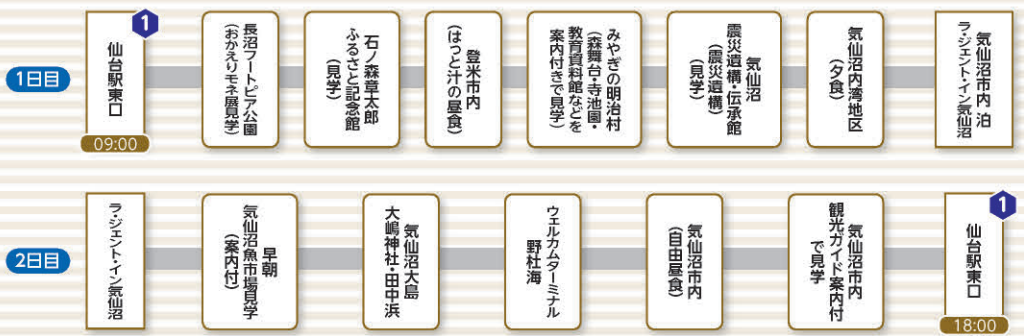 1日目
1
仙台駅東口
09:00
長沼フートピア公園
(おかえりモネ展見学)
石ノ森章太郎
ふるさと記念館
(見学)
登米市内
(はっと汁の昼食)
みやぎの明治村
(森舞台・寺池園・
教育資料館などを
案内付きで見学)
気仙沼
震災遺構・伝承館
(震災遺構)
(見学)
気仙沼内湾地区
(夕食)
気仙沼市内 泊
ラ・ジェント・イン気仙沼
2日目
ラ・ジェント・イン気仙沼
早朝
気仙沼魚市場見学
(案内付)
気仙沼大島
大嶋神社・田中浜
ウェルカムターミナル
野杜海
気仙沼市内
(自由昼食)
気仙沼市内
観光ガイド案内付
で見学
1
仙台駅東口
18:00